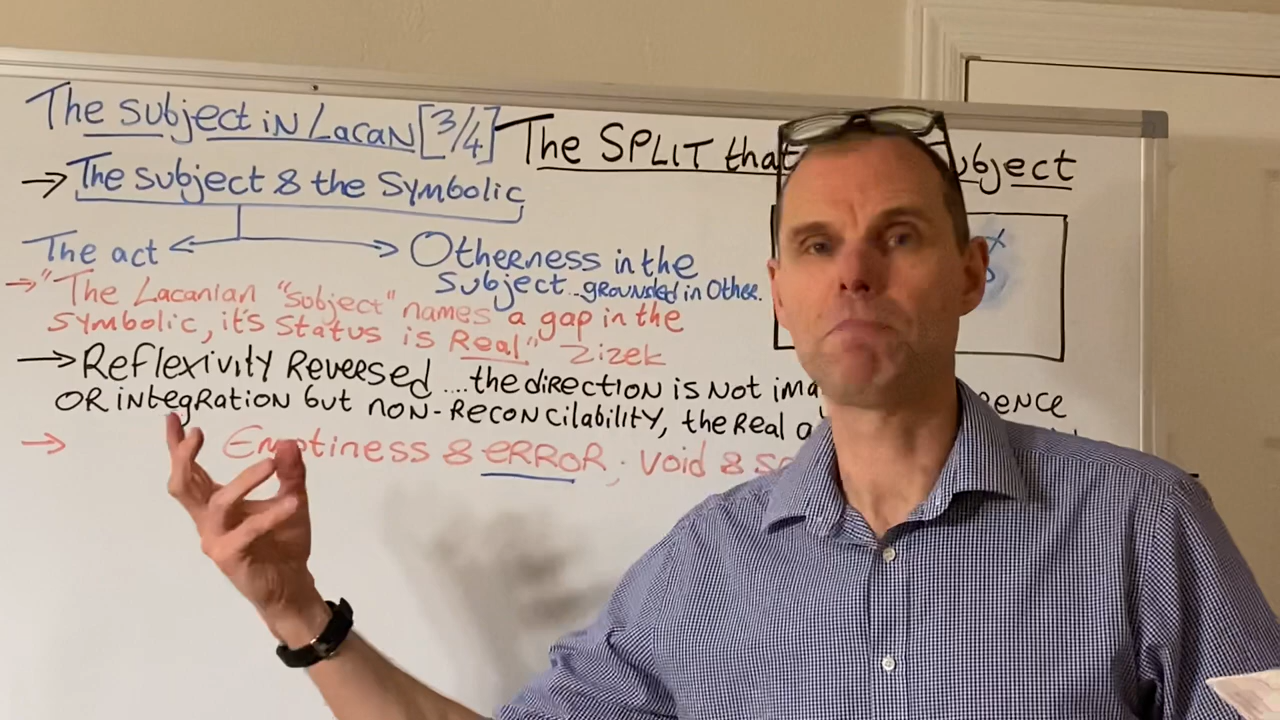 The subject in Lacan [3/4]
The SPLIT that ubject
→ The subject & the Symbolic
The act
Otherness in the
Subject...grounded in Other.
→ "The Lacanian "subject" names a gap in the
Symbolic, it's Status is Real" Zizek
→ Reflexivity Reversed ....the direction is not ima
OR integration but non-Reconcilability, the Real
→ Emptiness & ERROR; void &